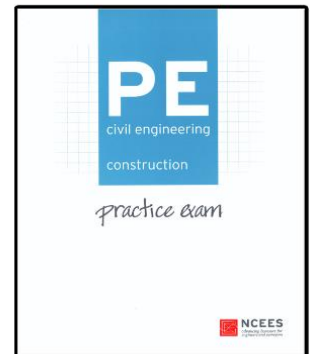 PE
civil engineering
construction
practice exam
NCEES